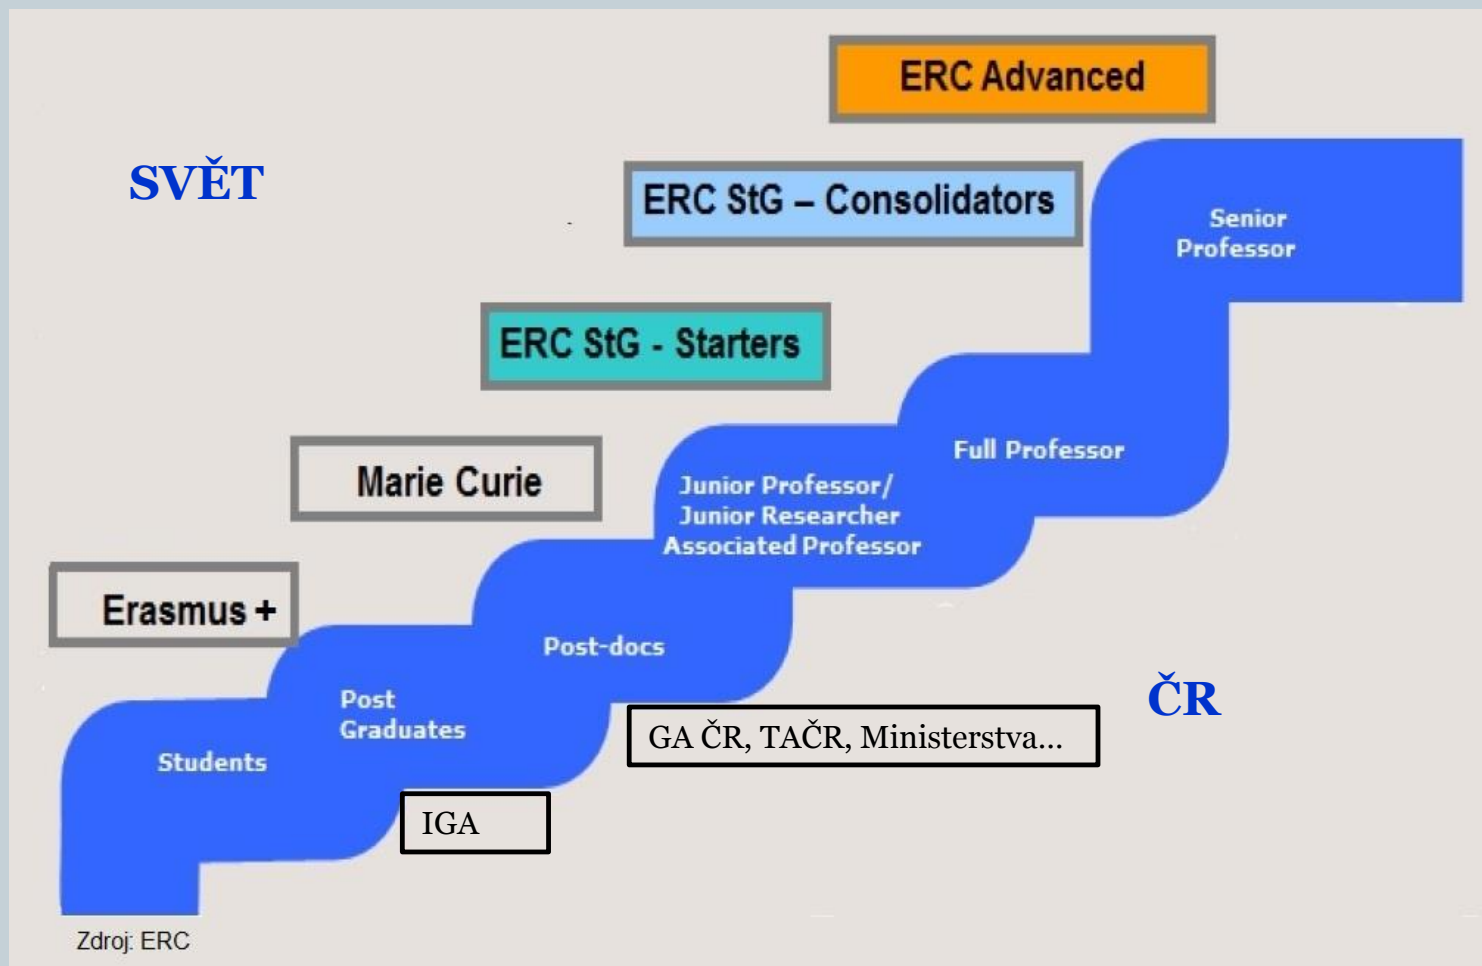 ERC Advanced
SVĚT
ERC StG – Consolidators
Senior
Professor
ERC StG - Starters
Full Professor
Marie Curie
Junior Professor/
Junior Researcher
Associated Professor
Erasmus +
Post-docs
ČR
Post
Graduates
GA ČR, TAČR, Ministerstva...
Students
IGA
Zdroj: ERC